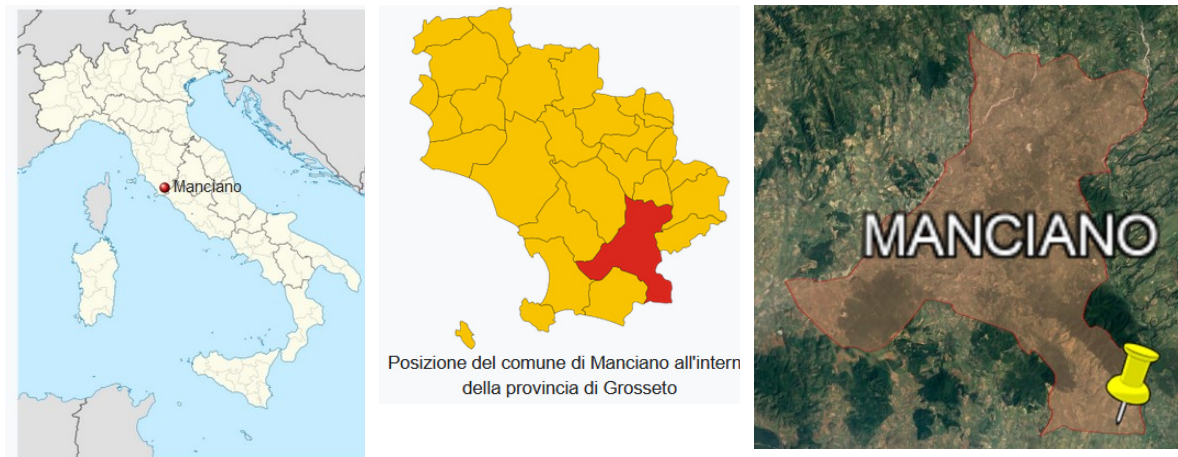 Manciano
Posizione del comune di Manciano all'intern
della provincia di Grosseto
MANCIANO